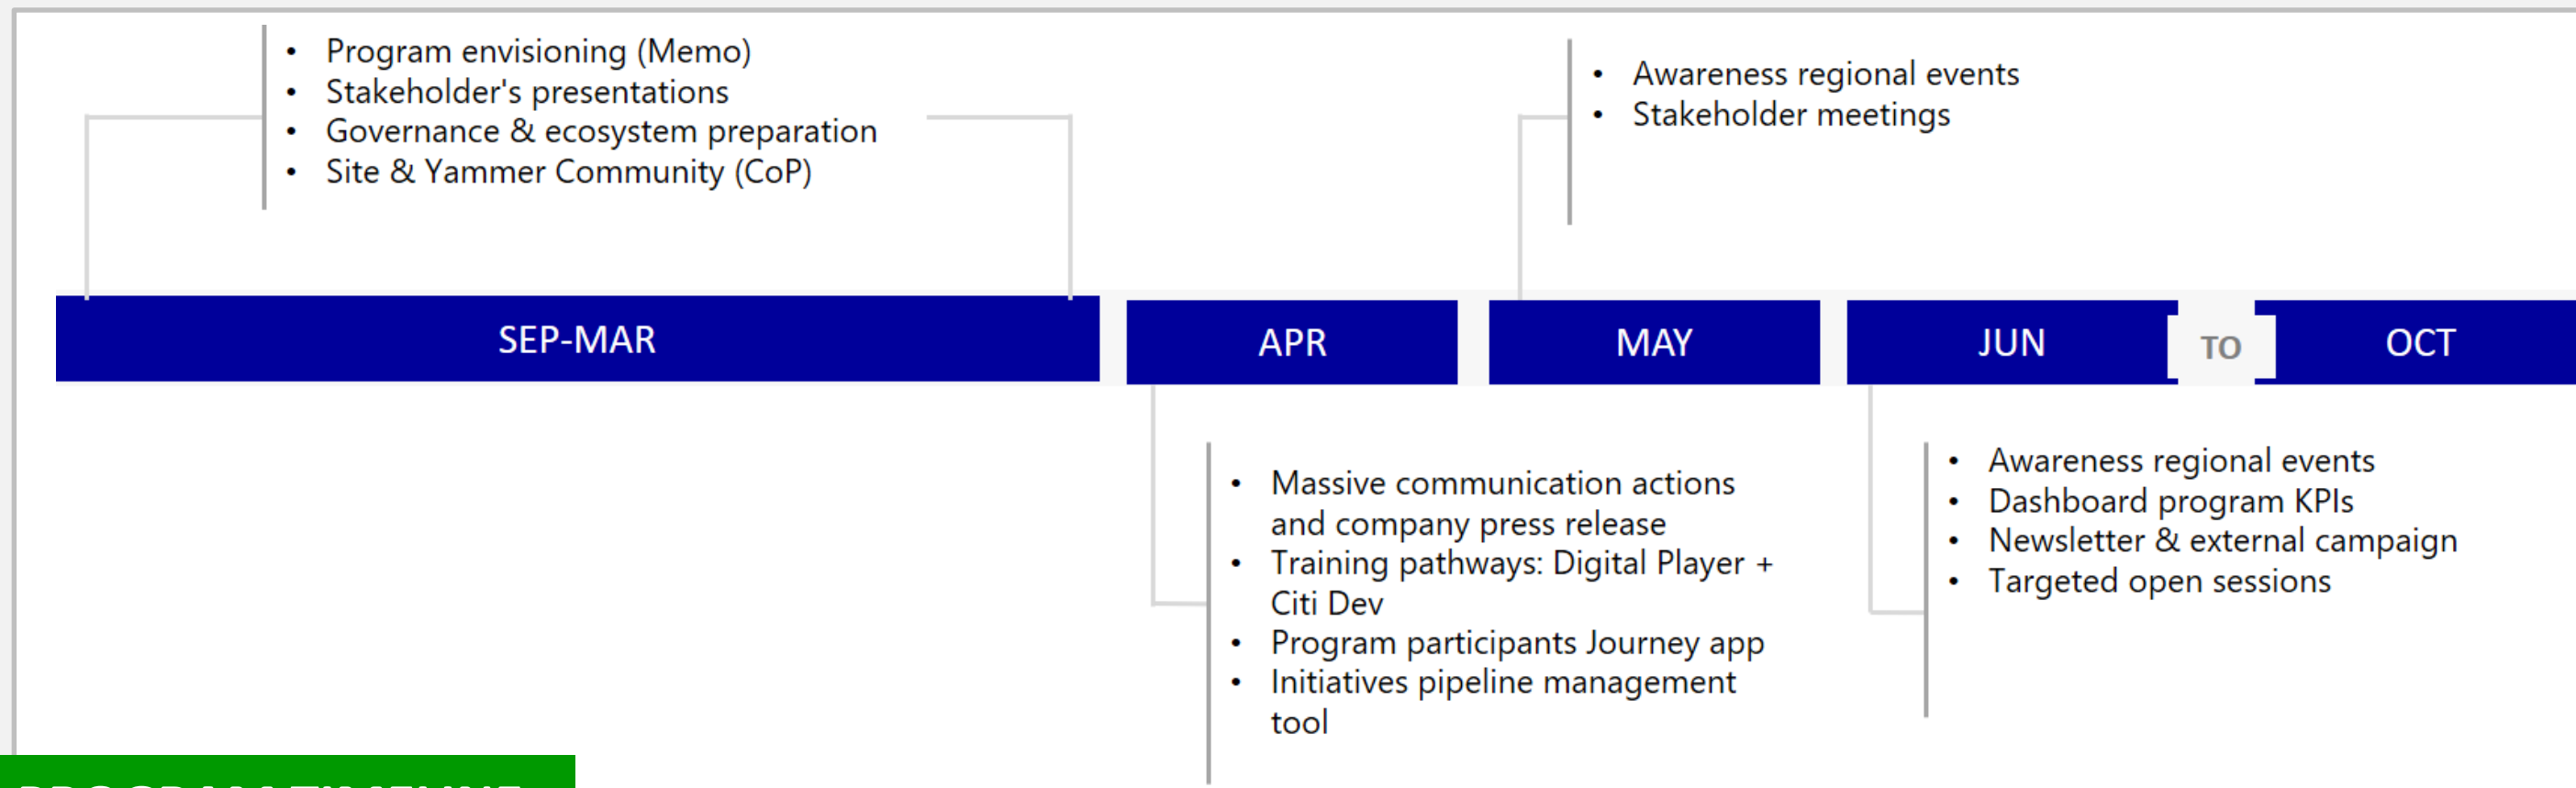 • Program envisioning (Memo)
• Stakeholder's presentations
• Governance & ecosystem preparation
• Site & Yammer Community (CoP)
• Awareness regional events
• Stakeholder meetings
SEP-MAR
APR
MAY
JUN
TO
OCT
• Massive communication actions
and company press release
• Training pathways: Digital Player +
Citi Dev
• Program participants Journey app
• Initiatives pipeline management
tool
• Awareness regional events
• Dashboard program KPIs
• Newsletter & external campaign
• Targeted open sessions
PROGRAM TIMELINE